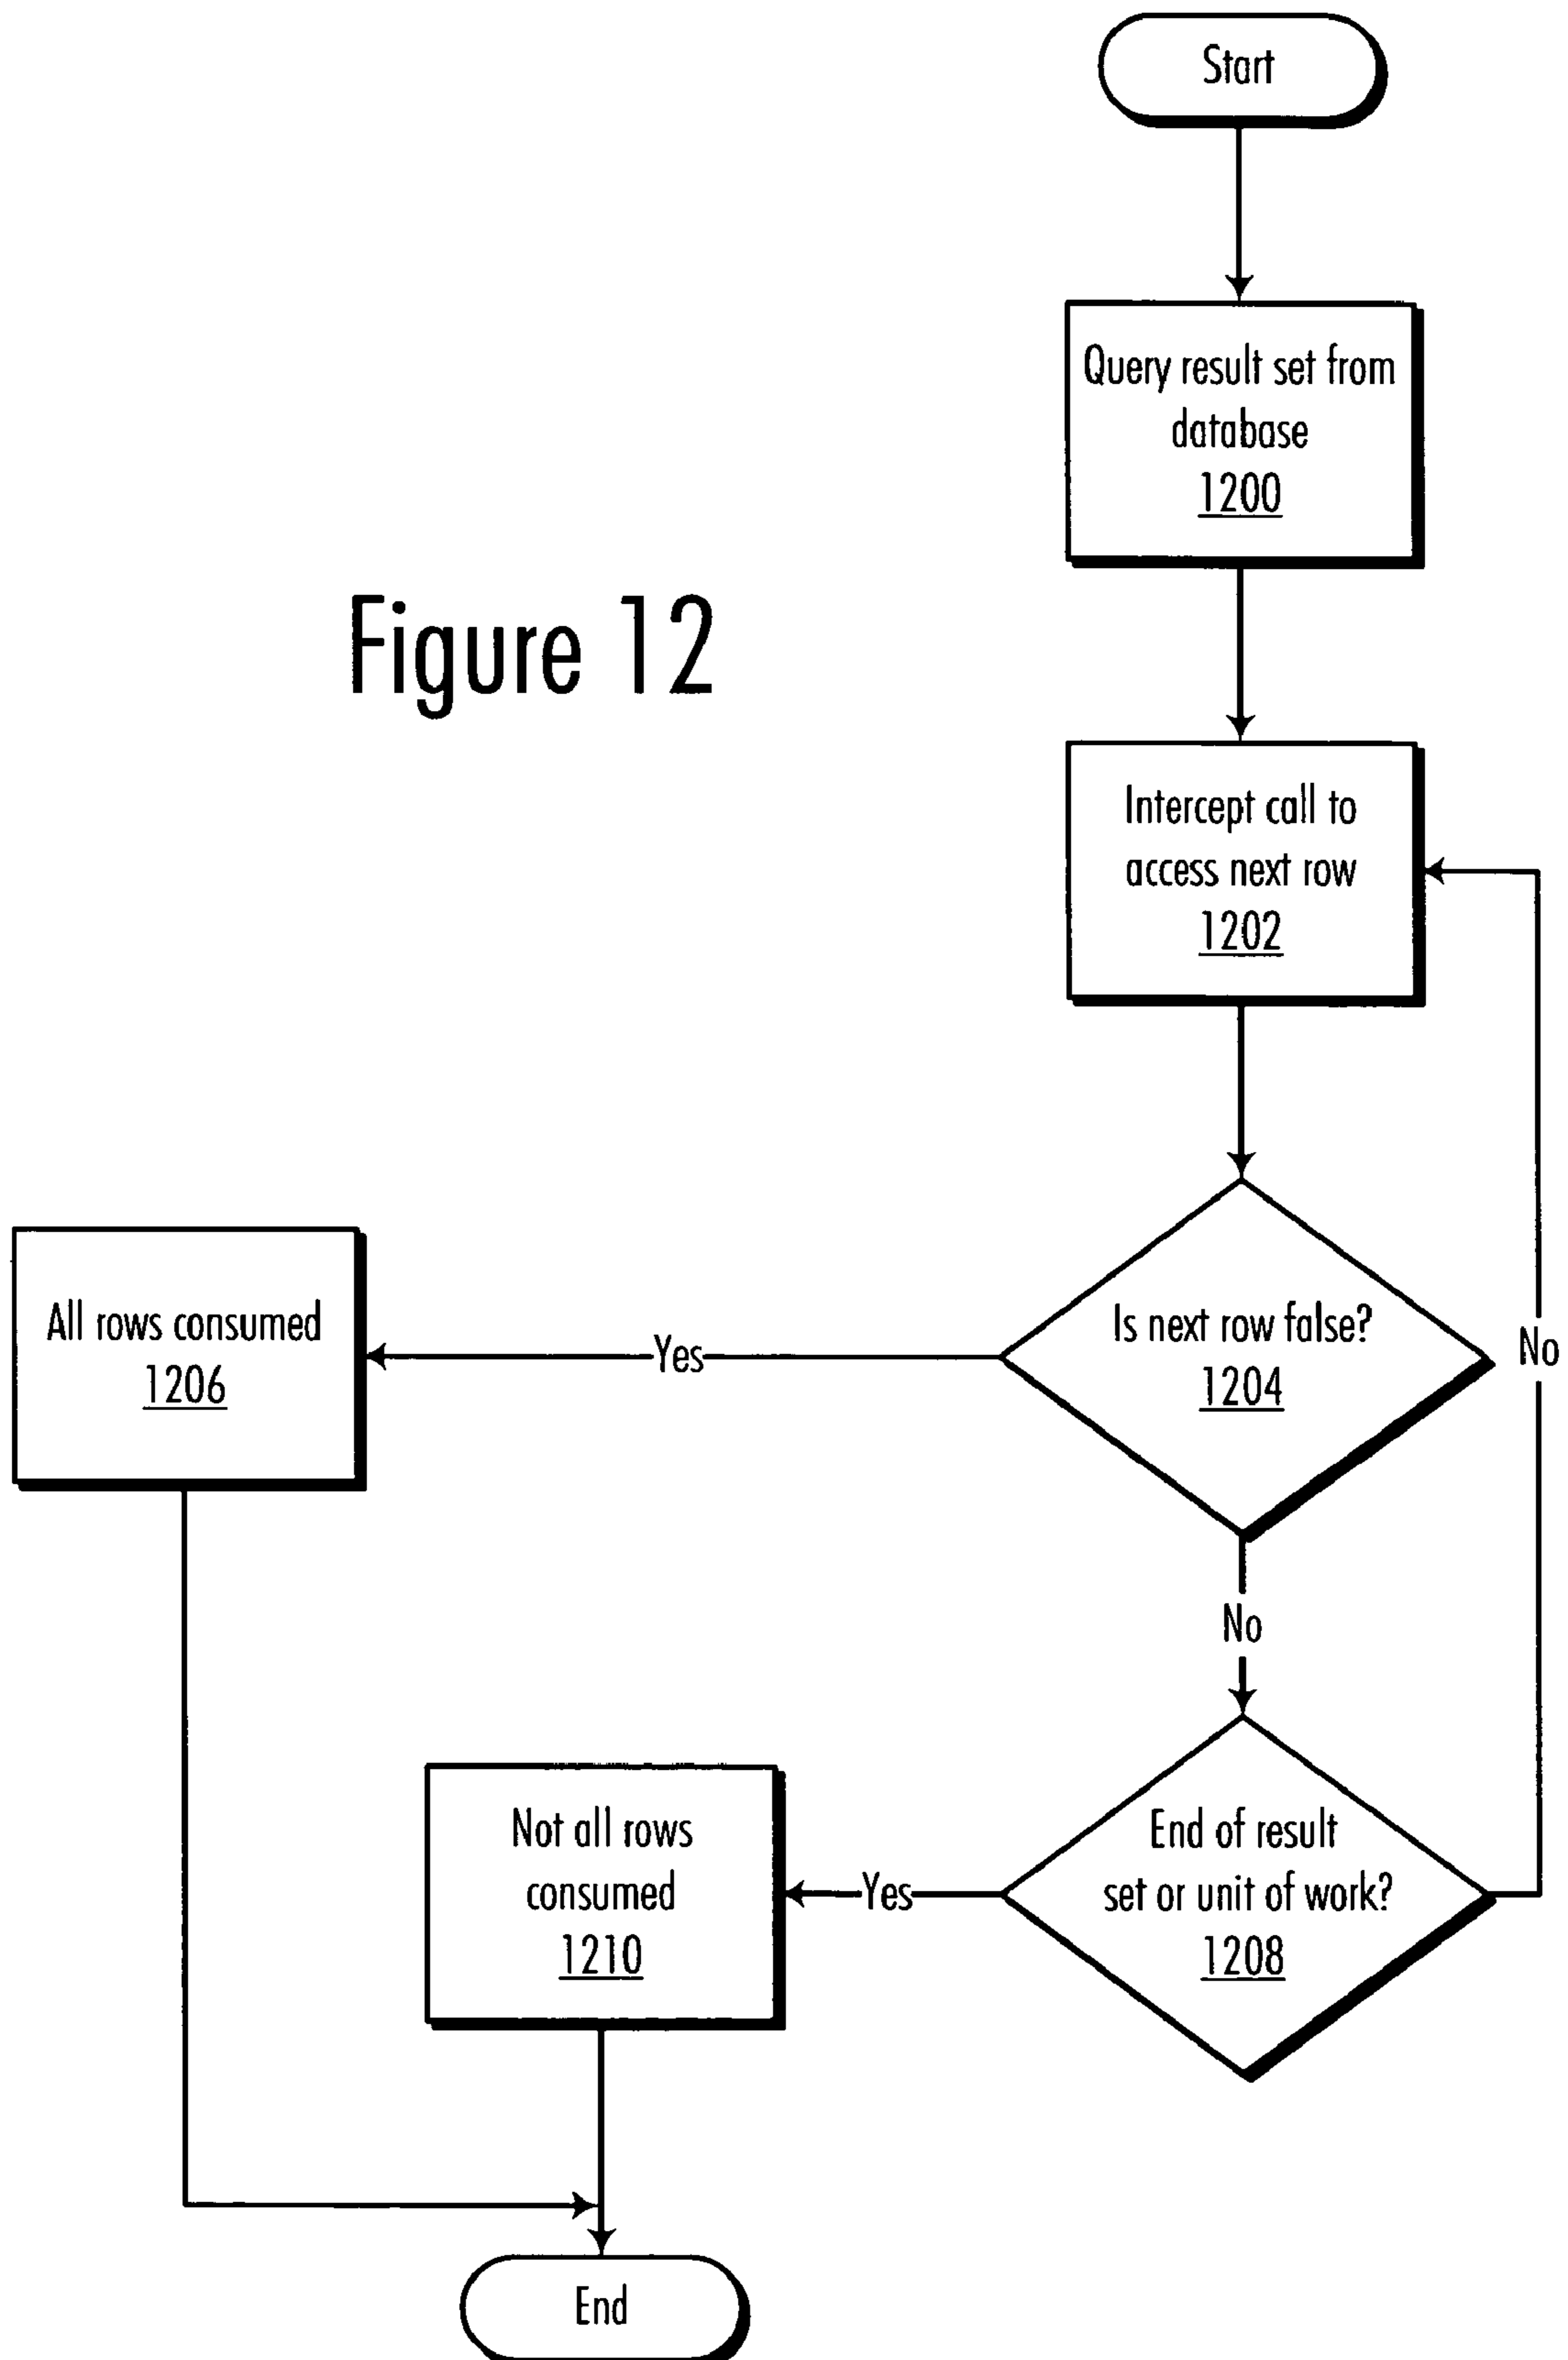 Start
Query result set from
database
1200
Figure 12
Intercept call to
access next row
1202
Is next row false?
1204
Yes
No
All rows consumed
1206
No
End of result
set or unit of work?
1208
Yes
Not all rows
consumed
1210
End